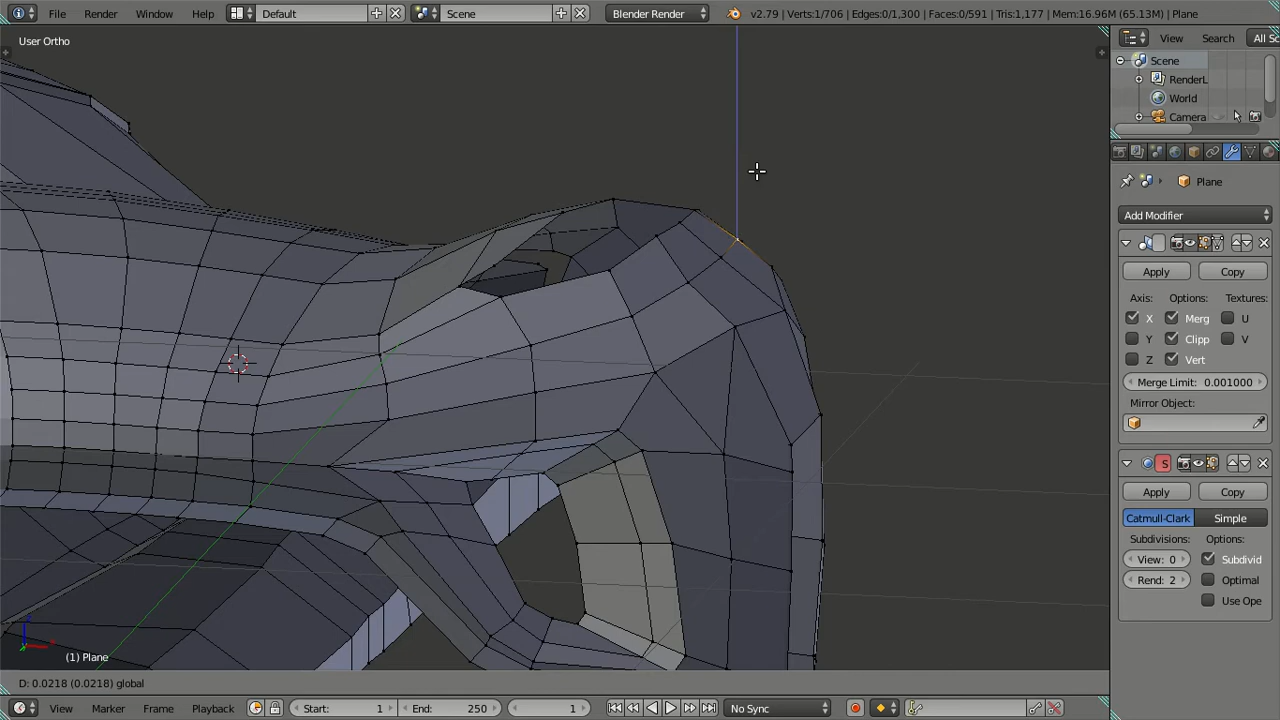 File Render Window Help Default Scene Blender Render v2.79 | Verts:1/706 | Edges:0/1,300 | Faces:0/591 | Tris:1,177 | Mem:16.96M (65.13M) | Plane
User Ortho
View Search All Sc
Scene
RenderL
World
Camera
Plane
Add Modifier
Apply Copy
Axis: Options: Textures:
X Merg U
Y Clipp V
Z Vert
Merge Limit: 0.001000
Mirror Object:
S
Apply Copy
Catmull-Clark Simple
Subdivisions: Options:
View: 0 Subdivid
Rend: 2 Optimal
Use Ope
(1) Plane
D: 0.0218 (0.0218) global
View Marker Frame Playback Start: 1 End: 250 1 No Sync